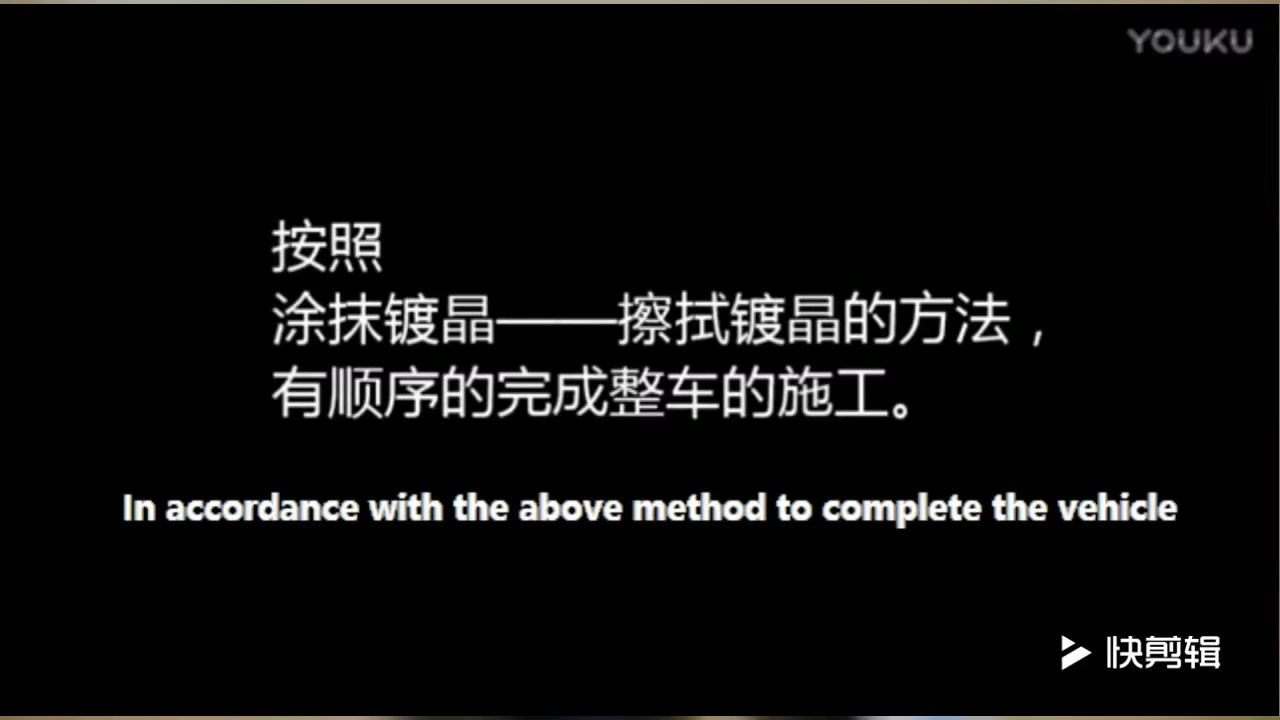 YOUKU
按照
涂抹镀晶——擦拭镀晶的方法，
有顺序的完成整车的施工。
In accordance with the above method to complete the vehicle
快剪辑